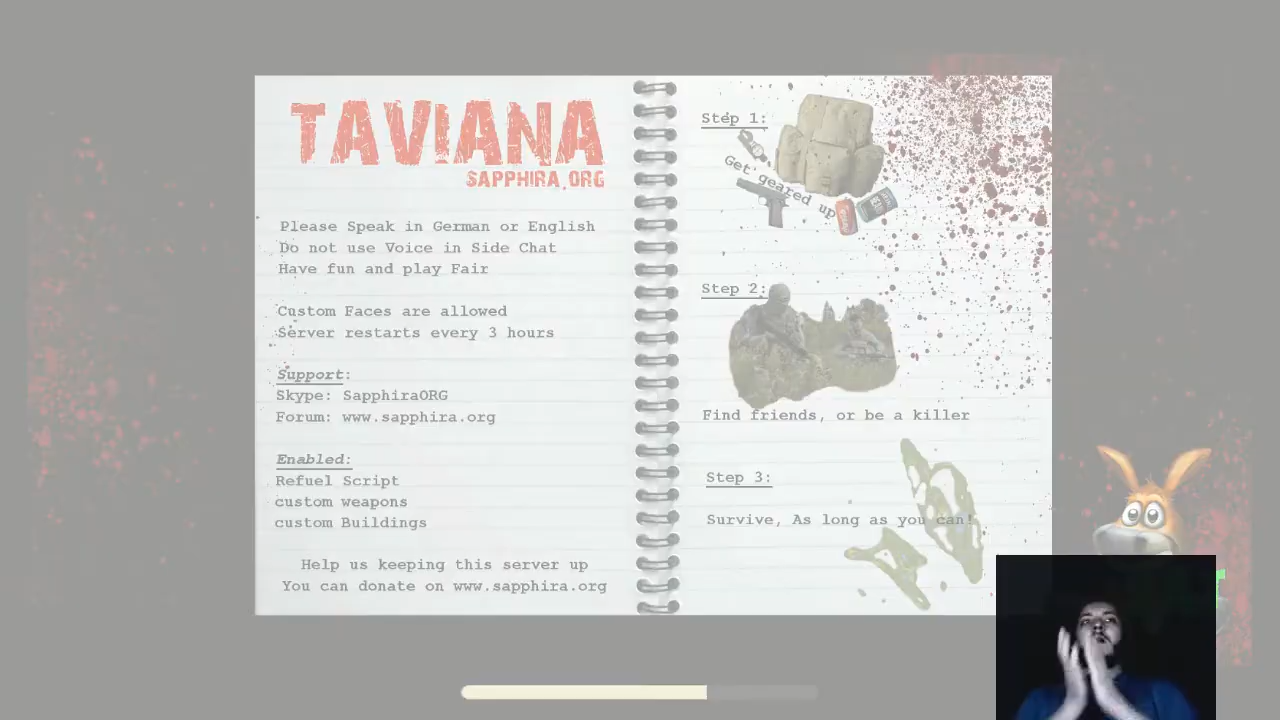 TAVIANA
SAPPHIRA.ORG
Please Speak in German or English
Do not use Voice in Side Chat
Have fun and play Fair
Custom Faces are allowed
Server restarts every 3 hours
Support:
Skype: SapphiraORG
Forum: www.sapphira.org
Enabled:
Refuel Script
custom weapons
custom Buildings
Help us keeping this server up
You can donate on www.sapphira.org
Step 1:
Get geared up
Step 2:
Find friends, or be a killer
Step 3:
Survive, As long as you can!